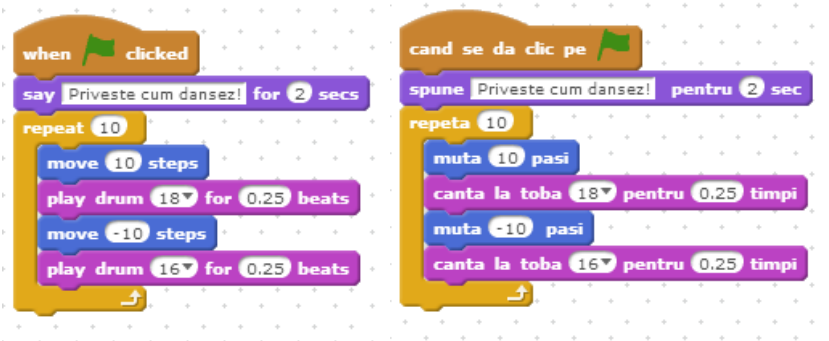 when clicked
say Priveste cum dansez! for 2 secs
repeat 10
move 10 steps
play drum 18 for 0.25 beats
move -10 steps
play drum 16 for 0.25 beats
cand se da clic pe
spune Priveste cum dansez! pentru 2 sec
repeta 10
muta 10 pasi
canta la toba 18 pentru 0.25 timpi
muta -10 pasi
canta la toba 16 pentru 0.25 timpi